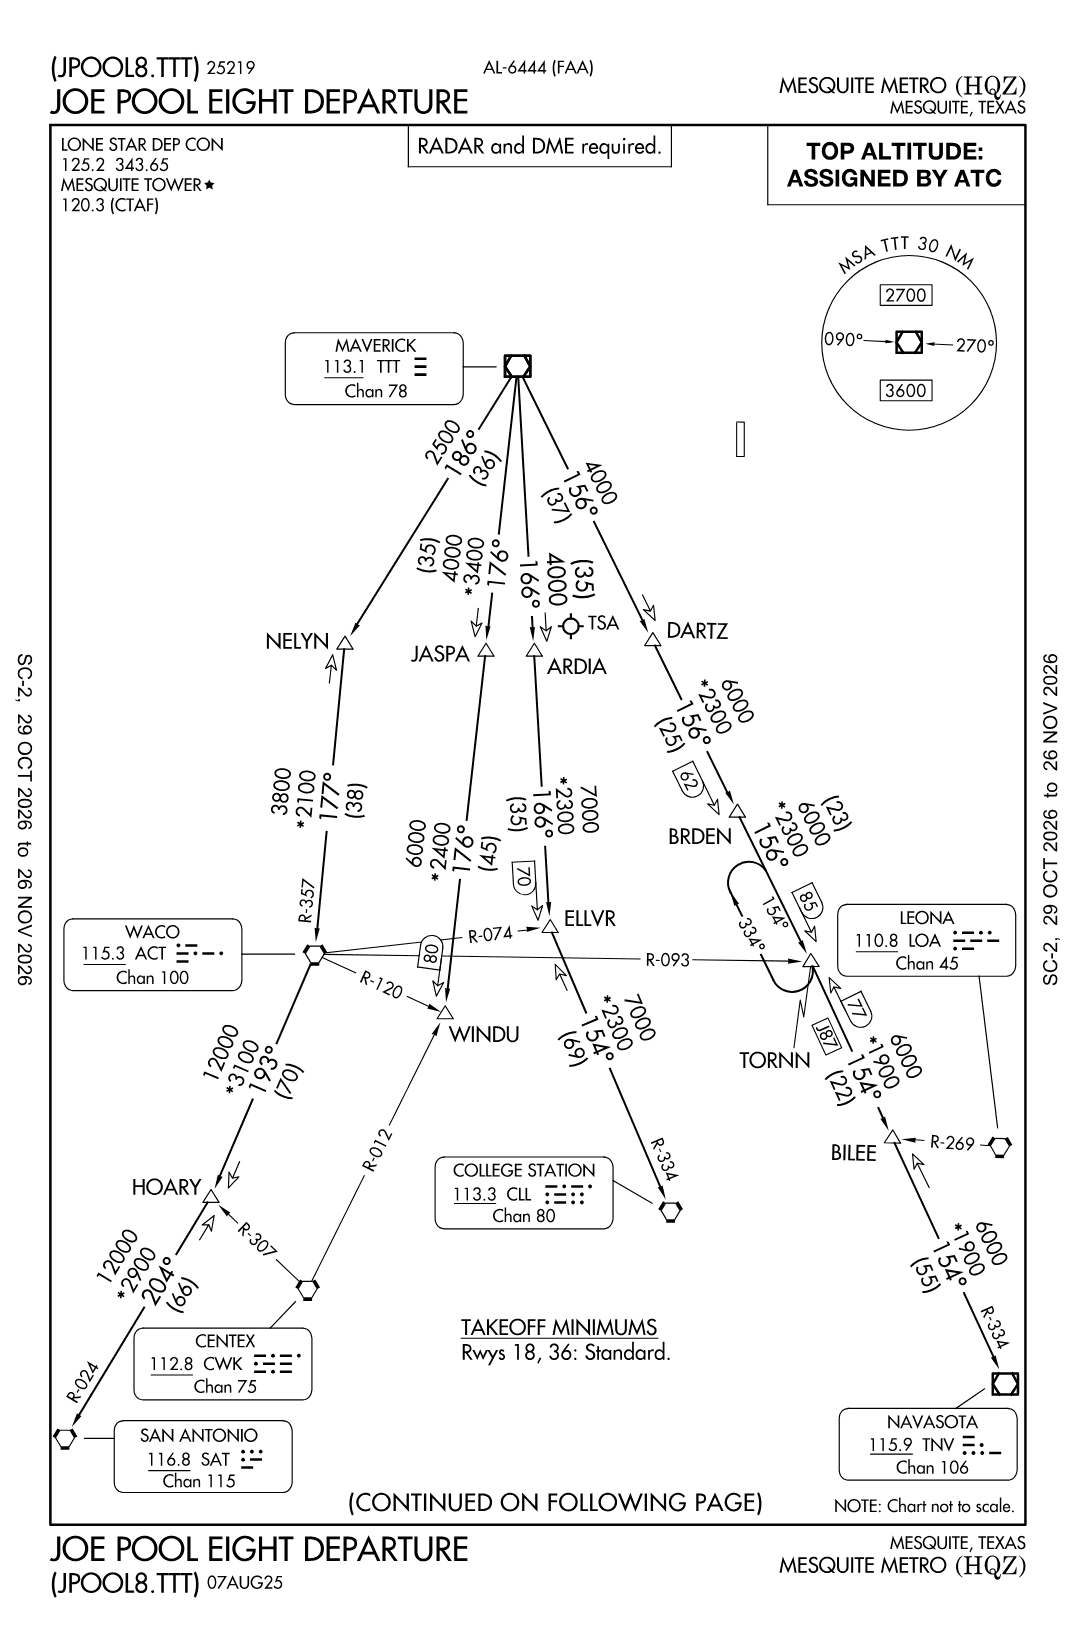 (JPOOL8.TTT) 25219
AL-6444 (FAA)
MESQUITE METRO (HQZ)
JOE POOL EIGHT DEPARTURE
MESQUITE, TEXAS
LONE STAR DEP CON
125.2 343.65
MESQUITE TOWER★
120.3 (CTAF)
RADAR and DME required.
TOP ALTITUDE:
ASSIGNED BY ATC
MSA TTT 30 NM
2700
090°
270°
3600
MAVERICK
113.1 TTT
Chan 78
2500
186°
(36)
4000
156°
(37)
(35)
4000
*3400
176°
(35)
4000
166°
TSA
NELYN
JASPA
ARDIA
DARTZ
6000
*2300
156°
(25)
62
3800
*2100
177°
(38)
6000
*2400
176°
(45)
7000
*2300
166°
(35)
70
BRDEN
(23)
6000
*2300
156°
85
154°
334°
R-357
WACO
115.3 ACT
Chan 100
R-074
ELLVR
80
R-093
R-120
WINDU
LEONA
110.8 LOA
Chan 45
TORNN
77
J87
6000
*1900
154°
(22)
12000
*3100
193°
(70)
7000
*2300
154°
(69)
R-012
R-334
BILEE
R-269
HOARY
R-307
COLLEGE STATION
113.3 CLL
Chan 80
12000
*2900
204°
(66)
6000
*1900
154°
(55)
R-334
TAKEOFF MINIMUMS
Rwys 18, 36: Standard.
CENTEX
112.8 CWK
Chan 75
R-024
SAN ANTONIO
116.8 SAT
Chan 115
NAVASOTA
115.9 TNV
Chan 106
(CONTINUED ON FOLLOWING PAGE)
NOTE: Chart not to scale.
JOE POOL EIGHT DEPARTURE
MESQUITE, TEXAS
MESQUITE METRO (HQZ)
(JPOOL8.TTT) 07AUG25
SC-2, 29 OCT 2026 to 26 NOV 2026
SC-2, 29 OCT 2026 to 26 NOV 2026